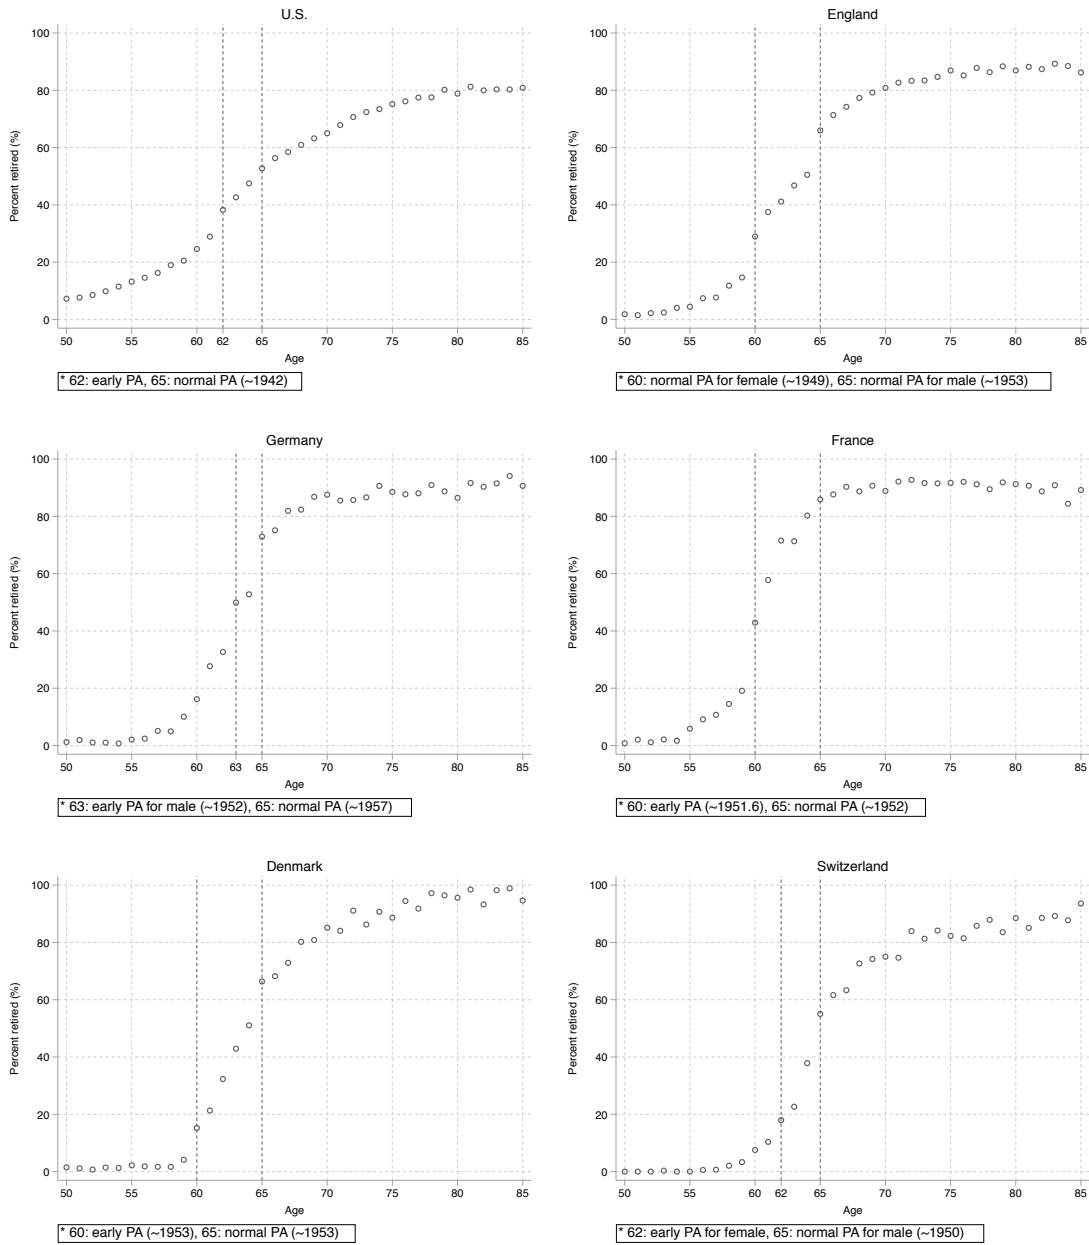 U.S.
Percent retired (%)
100
80
60
40
20
0
50 55 60 62 65 70 75 80 85
Age
* 62: early PA, 65: normal PA (~1942)
England
Percent retired (%)
100
80
60
40
20
0
50 55 60 65 70 75 80 85
Age
* 60: normal PA for female (~1949), 65: normal PA for male (~1953)
Germany
Percent retired (%)
100
80
60
40
20
0
50 55 60 63 65 70 75 80 85
Age
* 63: early PA for male (~1952), 65: normal PA (~1957)
France
Percent retired (%)
100
80
60
40
20
0
50 55 60 65 70 75 80 85
Age
* 60: early PA (~1951.6), 65: normal PA (~1952)
Denmark
Percent retired (%)
100
80
60
40
20
0
50 55 60 65 70 75 80 85
Age
* 60: early PA (~1953), 65: normal PA (~1953)
Switzerland
Percent retired (%)
100
80
60
40
20
0
50 55 60 62 65 70 75 80 85
Age
* 62: early PA for female, 65: normal PA for male (~1950)